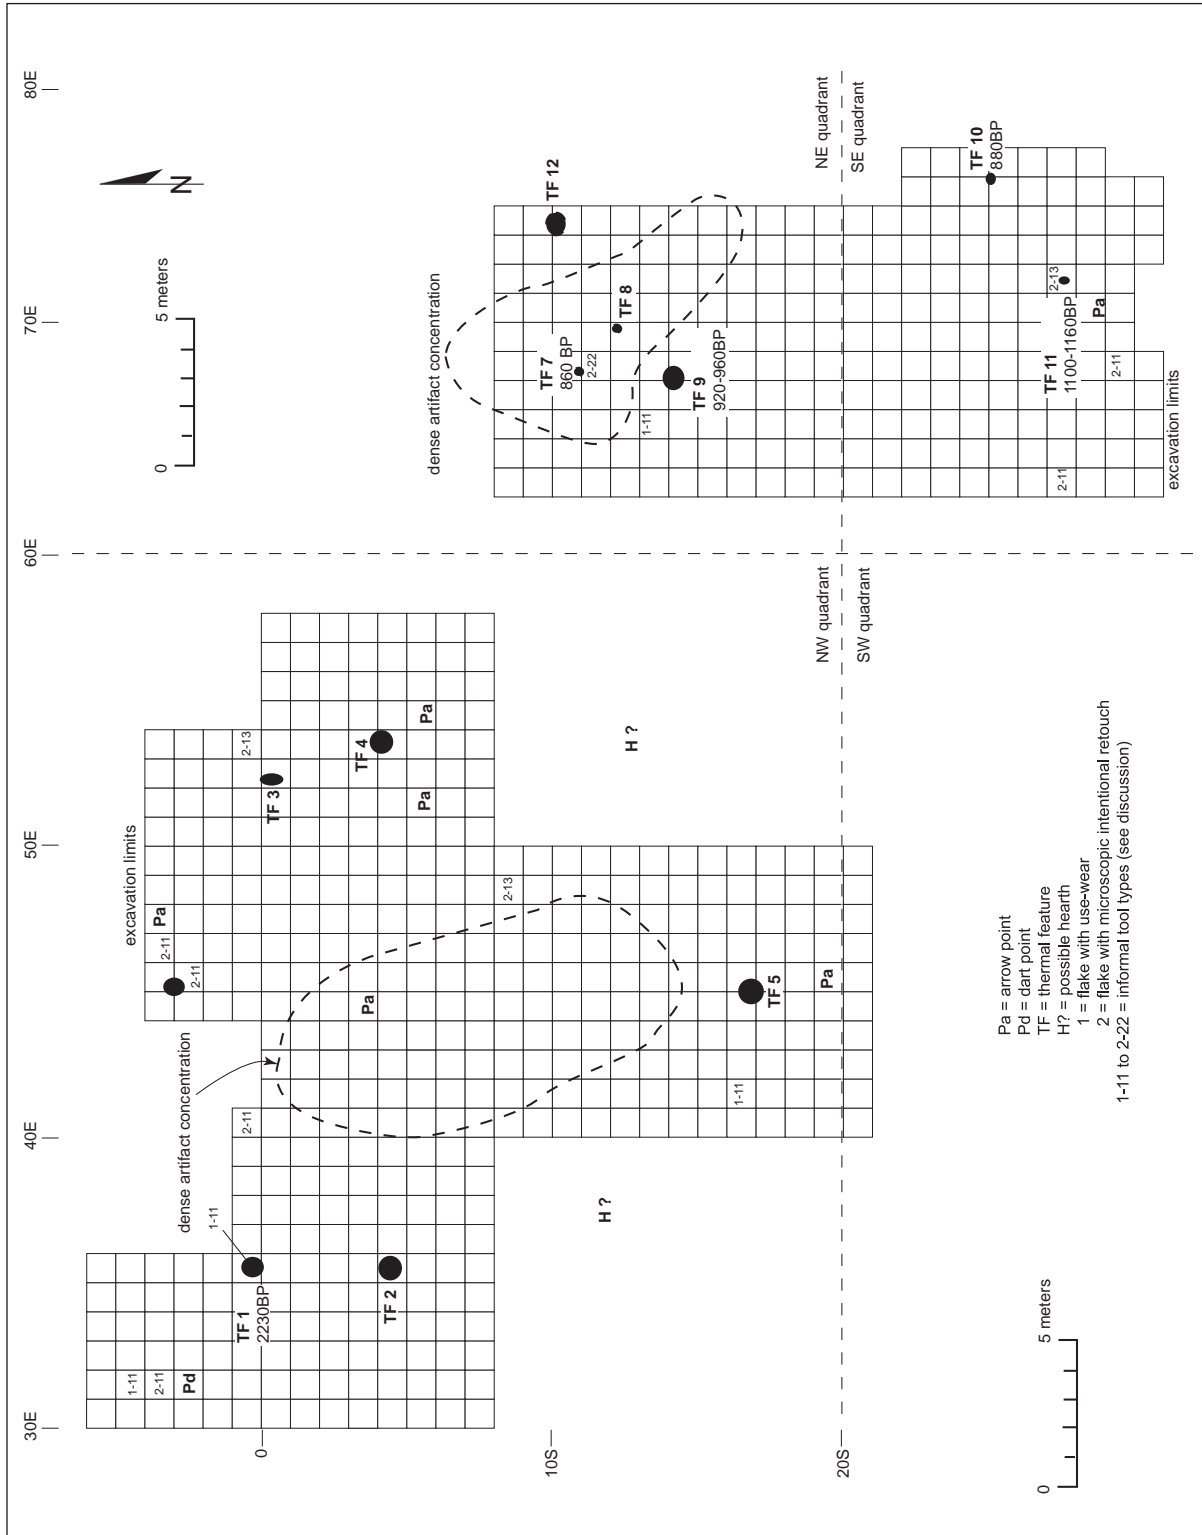 30E
40E
50E
60E
70E
80E
0
10S
20S
N
0
5 meters
excavation limits
dense artifact concentration
1-11
2-11
Pd
TF 1
2230BP
1-11
TF 2
2-11
2-11
2-11
Pa
2-13
TF 3
TF 4
Pa
Pa
Pa
2-13
TF 5
Pa
1-11
H ?
H ?
NW quadrant
SW quadrant
dense artifact concentration
TF 12
TF 7
860 BP
2-22
TF 8
1-11
TF 9
920-960BP
NE quadrant
SE quadrant
TF 10
880BP
2-13
TF 11
1100-1160BP
Pa
2-11
2-11
excavation limits
0
5 meters
Pa = arrow point
Pd = dart point
TF = thermal feature
H? = possible hearth
1 = flake with use-wear
2 = flake with microscopic intentional retouch
1-11 to 2-22 = informal tool types (see discussion)